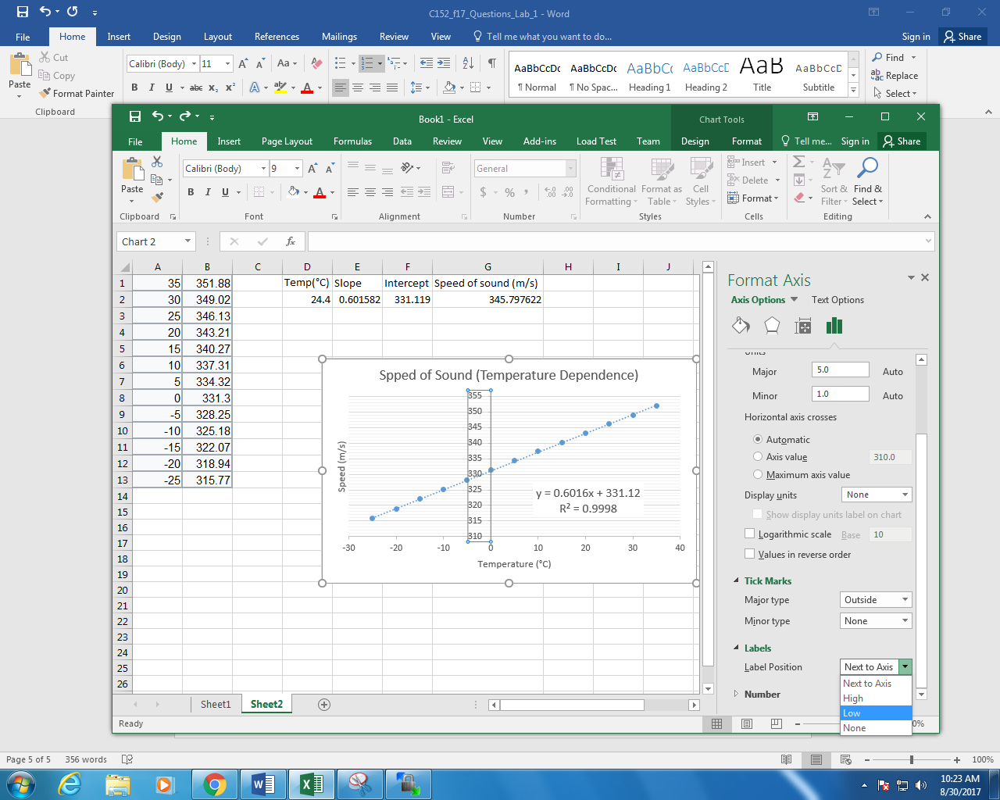 C152_f17_Questions_Lab_1 - Word
File Home Insert Design Layout References Mailings Review View Tell me what you want to do... Sign in Share
Paste Cut Copy Format Painter
Calibri (Body) 11
AaBbCcDc AaBbCcDc AaBbCc AaBbCcD AaB AaBbCcD
¶ Normal ¶ No Spac... Heading 1 Heading 2 Title Subtitle
Find Replace Select
Clipboard
Book1 - Excel Chart Tools
File Home Insert Page Layout Formulas Data Review View Add-ins Load Test Team Design Format Tell me... Sign in Share
Paste Calibri (Body) 9 General
B I U A $ % ,
Conditional Formatting Format as Table Cell Styles
Insert Delete Format
Sort & Filter Find & Select
Clipboard Font Alignment Number Styles Cells Editing
Chart 2 fx
A B C D E F G H I J
1 35 351.88 Temp(°C) Slope Intercept Speed of sound (m/s)
2 30 349.02 24.4 0.601582 331.119 345.797622
3 25 346.13
4 20 343.21
5 15 340.27
6 10 337.31
7 5 334.32
8 0 331.3
9 -5 328.25
10 -10 325.18
11 -15 322.07
12 -20 318.94
13 -25 315.77
14
15
16
17
18
19
20
21
22
23
24
25
26
Spped of Sound (Temperature Dependence)
355
350
345
340
335
330
325
320
315
310
Speed (m/s)
y = 0.6016x + 331.12
R² = 0.9998
-30 -20 -10 0 10 20 30 40
Temperature (°C)
Format Axis
Axis Options Text Options
Units
Major 5.0 Auto
Minor 1.0 Auto
Horizontal axis crosses
Automatic
Axis value 310.0
Maximum axis value
Display units None
Show display units label on chart
Logarithmic scale Base 10
Values in reverse order
Tick Marks
Major type Outside
Minor type None
Labels
Label Position Next to Axis
Next to Axis
High
Low
None
Number
Sheet1 Sheet2
Ready 0%
Page 5 of 5 356 words 100%
10:23 AM
8/30/2017